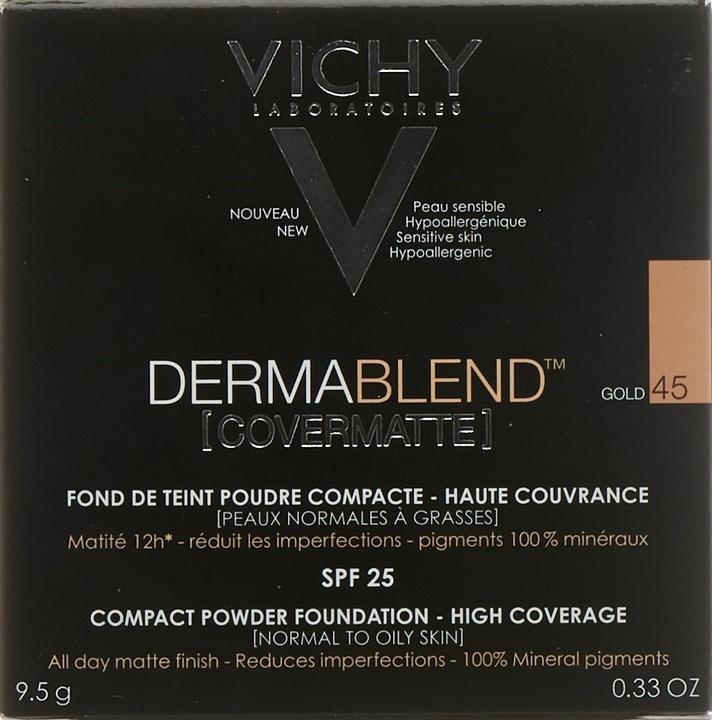 VICHY
LABORATOIRES
NOUVEAU
NEW
Peau sensible
Hypoallergénique
Sensitive skin
Hypoallergenic
DERMABLEND™
[COVERMATTE]
GOLD 45
FOND DE TEINT POUDRE COMPACTE - HAUTE COUVRANCE
[PEAUX NORMALES À GRASSES]
Matité 12h* - réduit les imperfections - pigments 100% minéraux
SPF 25
COMPACT POWDER FOUNDATION - HIGH COVERAGE
[NORMAL TO OILY SKIN]
All day matte finish - Reduces imperfections - 100% Mineral pigments
9.5 g
0.33 OZ